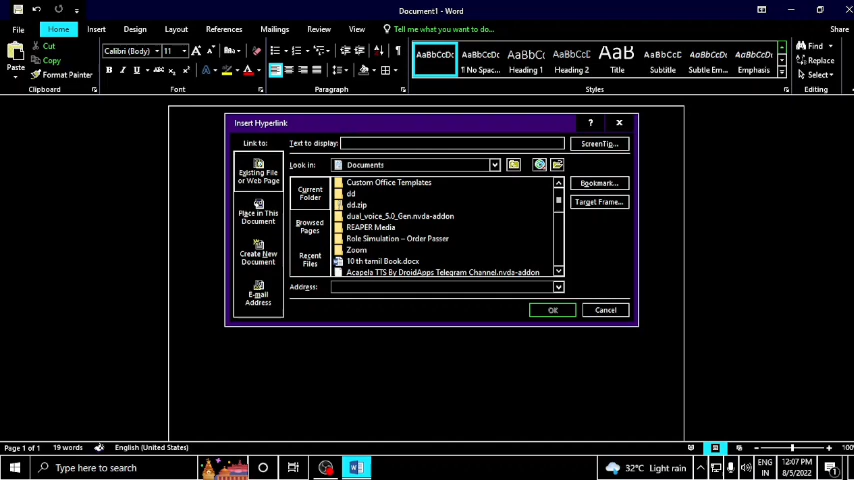 Document1 - Word
File Home Insert Design Layout References Mailings Review View Tell me what you want to do... Share
Paste
Cut
Copy
Format Painter
Clipboard
Calibri (Body) 11
Font
Paragraph
AaBbCcDc
AaBbCcDc ¶ No Spac...
AaBbCc Heading 1
AaBbCcC Heading 2
AaB Title
AaBbCcC Subtitle
AaBbCcDc Subtle Em...
AaBbCcDc Emphasis
Styles
Find
Replace
Select
Editing
Insert Hyperlink
Link to:
Text to display:
ScreenTip...
Existing File or Web Page
Place in This Document
Create New Document
E-mail Address
Look in: Documents
Current Folder
Browsed Pages
Recent Files
Custom Office Templates
dd
dd.zip
dual_voice_5.0_Gen.nvda-addon
REAPER Media
Role Simulation – Order Passer
Zoom
10 th tamil Book.docx
Acapela TTS By DroidApps Telegram Channel.nvda-addon
Bookmark...
Target Frame...
Address:
OK
Cancel
Page 1 of 1 19 words English (United States) 100%
Type here to search
32°C Light rain
ENG
IN
12:07 PM
8/5/2022